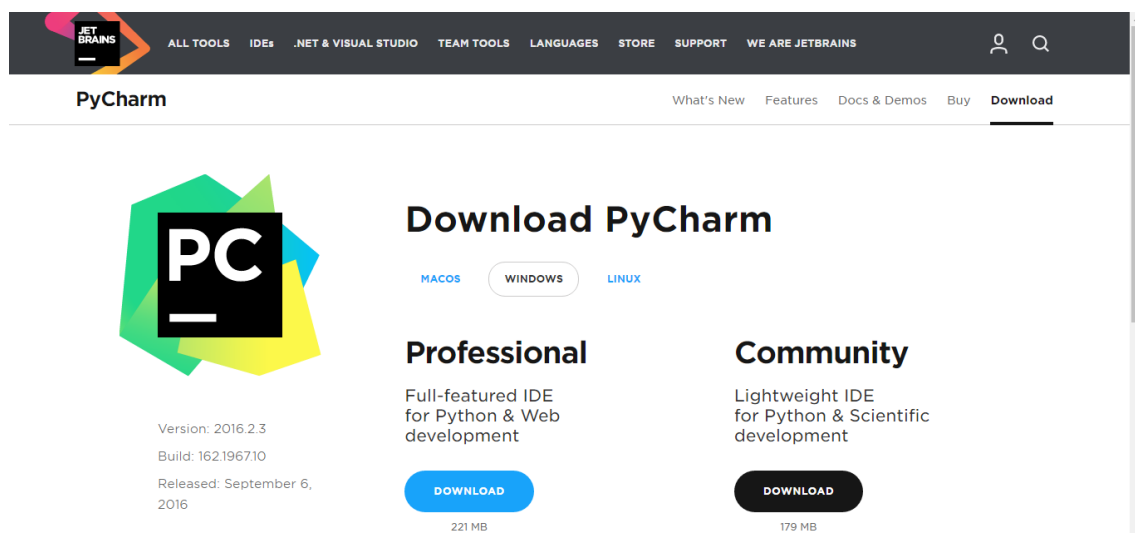 JET
BRAINS
ALL TOOLS IDEs .NET & VISUAL STUDIO TEAM TOOLS LANGUAGES STORE SUPPORT WE ARE JETBRAINS
PyCharm
What's New Features Docs & Demos Buy Download
PC
Download PyCharm
MACOS WINDOWS LINUX
Professional
Full-featured IDE
for Python & Web
development
DOWNLOAD
221 MB
Community
Lightweight IDE
for Python & Scientific
development
DOWNLOAD
179 MB
Version: 2016.2.3
Build: 162.1967.10
Released: September 6,
2016